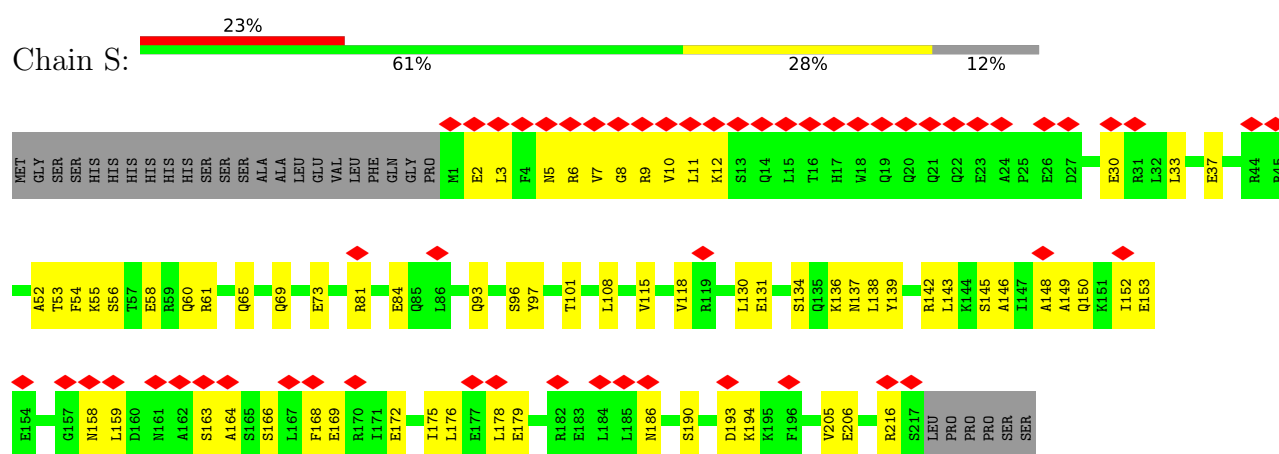 23%
Chain S:
61% 28% 12%
MET GLY SER SER HIS HIS HIS HIS HIS HIS SER SER SER ALA ALA LEU GLU VAL LEU PHE GLN GLY PRO M1 E2 L3 F4 N5 R6 V7 G8 R9 V10 L11 K12 S13 Q14 L15 T16 H17 W18 Q19 Q20 Q21 Q22 E23 A24 P25 E26 D27 E30 R31 L32 L33 E37 R44
A52 T53 F54 K55 S56 T57 E58 R59 Q60 R61 Q65 Q69 E73 R81 E84 Q85 L86 Q93 S96 Y97 T101 L108 V115 V118 R119 L130 E131 S134 Q135 K136 N137 L138 Y139 R142 L143 K144 S145 A146 I147 A148 A149 Q150 K151 I152 E153
E154 G157 N158 L159 D160 N161 A162 S163 A164 S165 S166 L167 F168 E169 R170 I171 E172 I175 L176 E177 L178 E179 R182 E183 L184 L185 N186 S190 D193 K194 K195 F196 V205 E206 R216 S217 LEU PRO PRO PRO SER SER